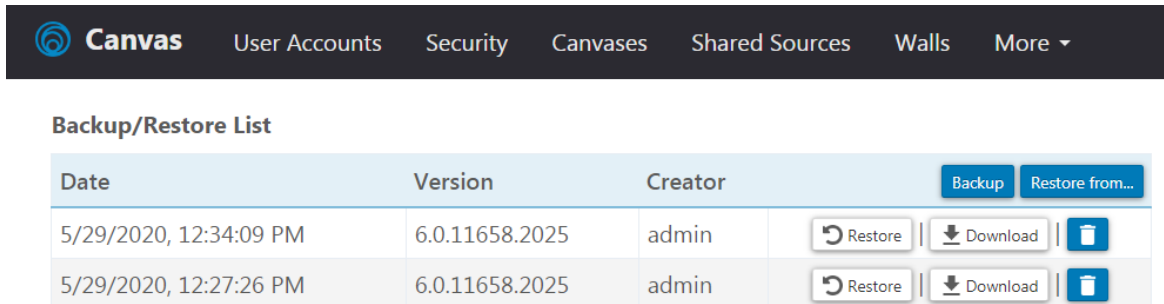 Canvas User Accounts Security Canvases Shared Sources Walls More
Backup/Restore List
Date Version Creator Backup Restore from...
5/29/2020, 12:34:09 PM 6.0.11658.2025 admin Restore | Download |
5/29/2020, 12:27:26 PM 6.0.11658.2025 admin Restore | Download |